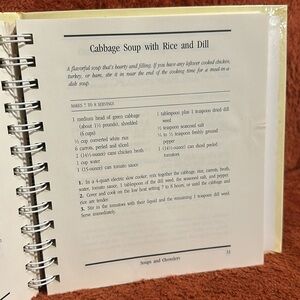 Cabbage Soup with Rice and Dill
A flavorful soup that's hearty and filling. If you have any leftover cooked chicken,
turkey, or ham, stir it in near the end of the cooking time for a meal-in-a-
dish soup.
MAKES 7 TO 8 SERVINGS
1 medium head of green cabbage
(about 1½ pounds), shredded
(6 cups)
½ cup converted white rice
6 carrots, peeled and sliced
2 (14½-ounce) cans chicken broth
1 cup water
1 (15-ounce) can tomato sauce
1 tablespoon plus 1 teaspoon dried dill
weed
½ teaspoon seasoned salt
¼ to ½ teaspoon freshly ground
pepper
1 (14½-ounce) can sliced peeled
tomatoes
1. In a 4-quart electric slow cooker, mix together the cabbage, rice, carrots, broth,
water, tomato sauce, 1 tablespoon of the dill weed, the seasoned salt, and pepper.
2. Cover and cook on the low heat setting 7 to 8 hours, or until the cabbage and
rice are tender.
3. Stir in the tomatoes with their liquid and the remaining 1 teaspoon dill weed.
Serve immediately.
Soups and Chowders